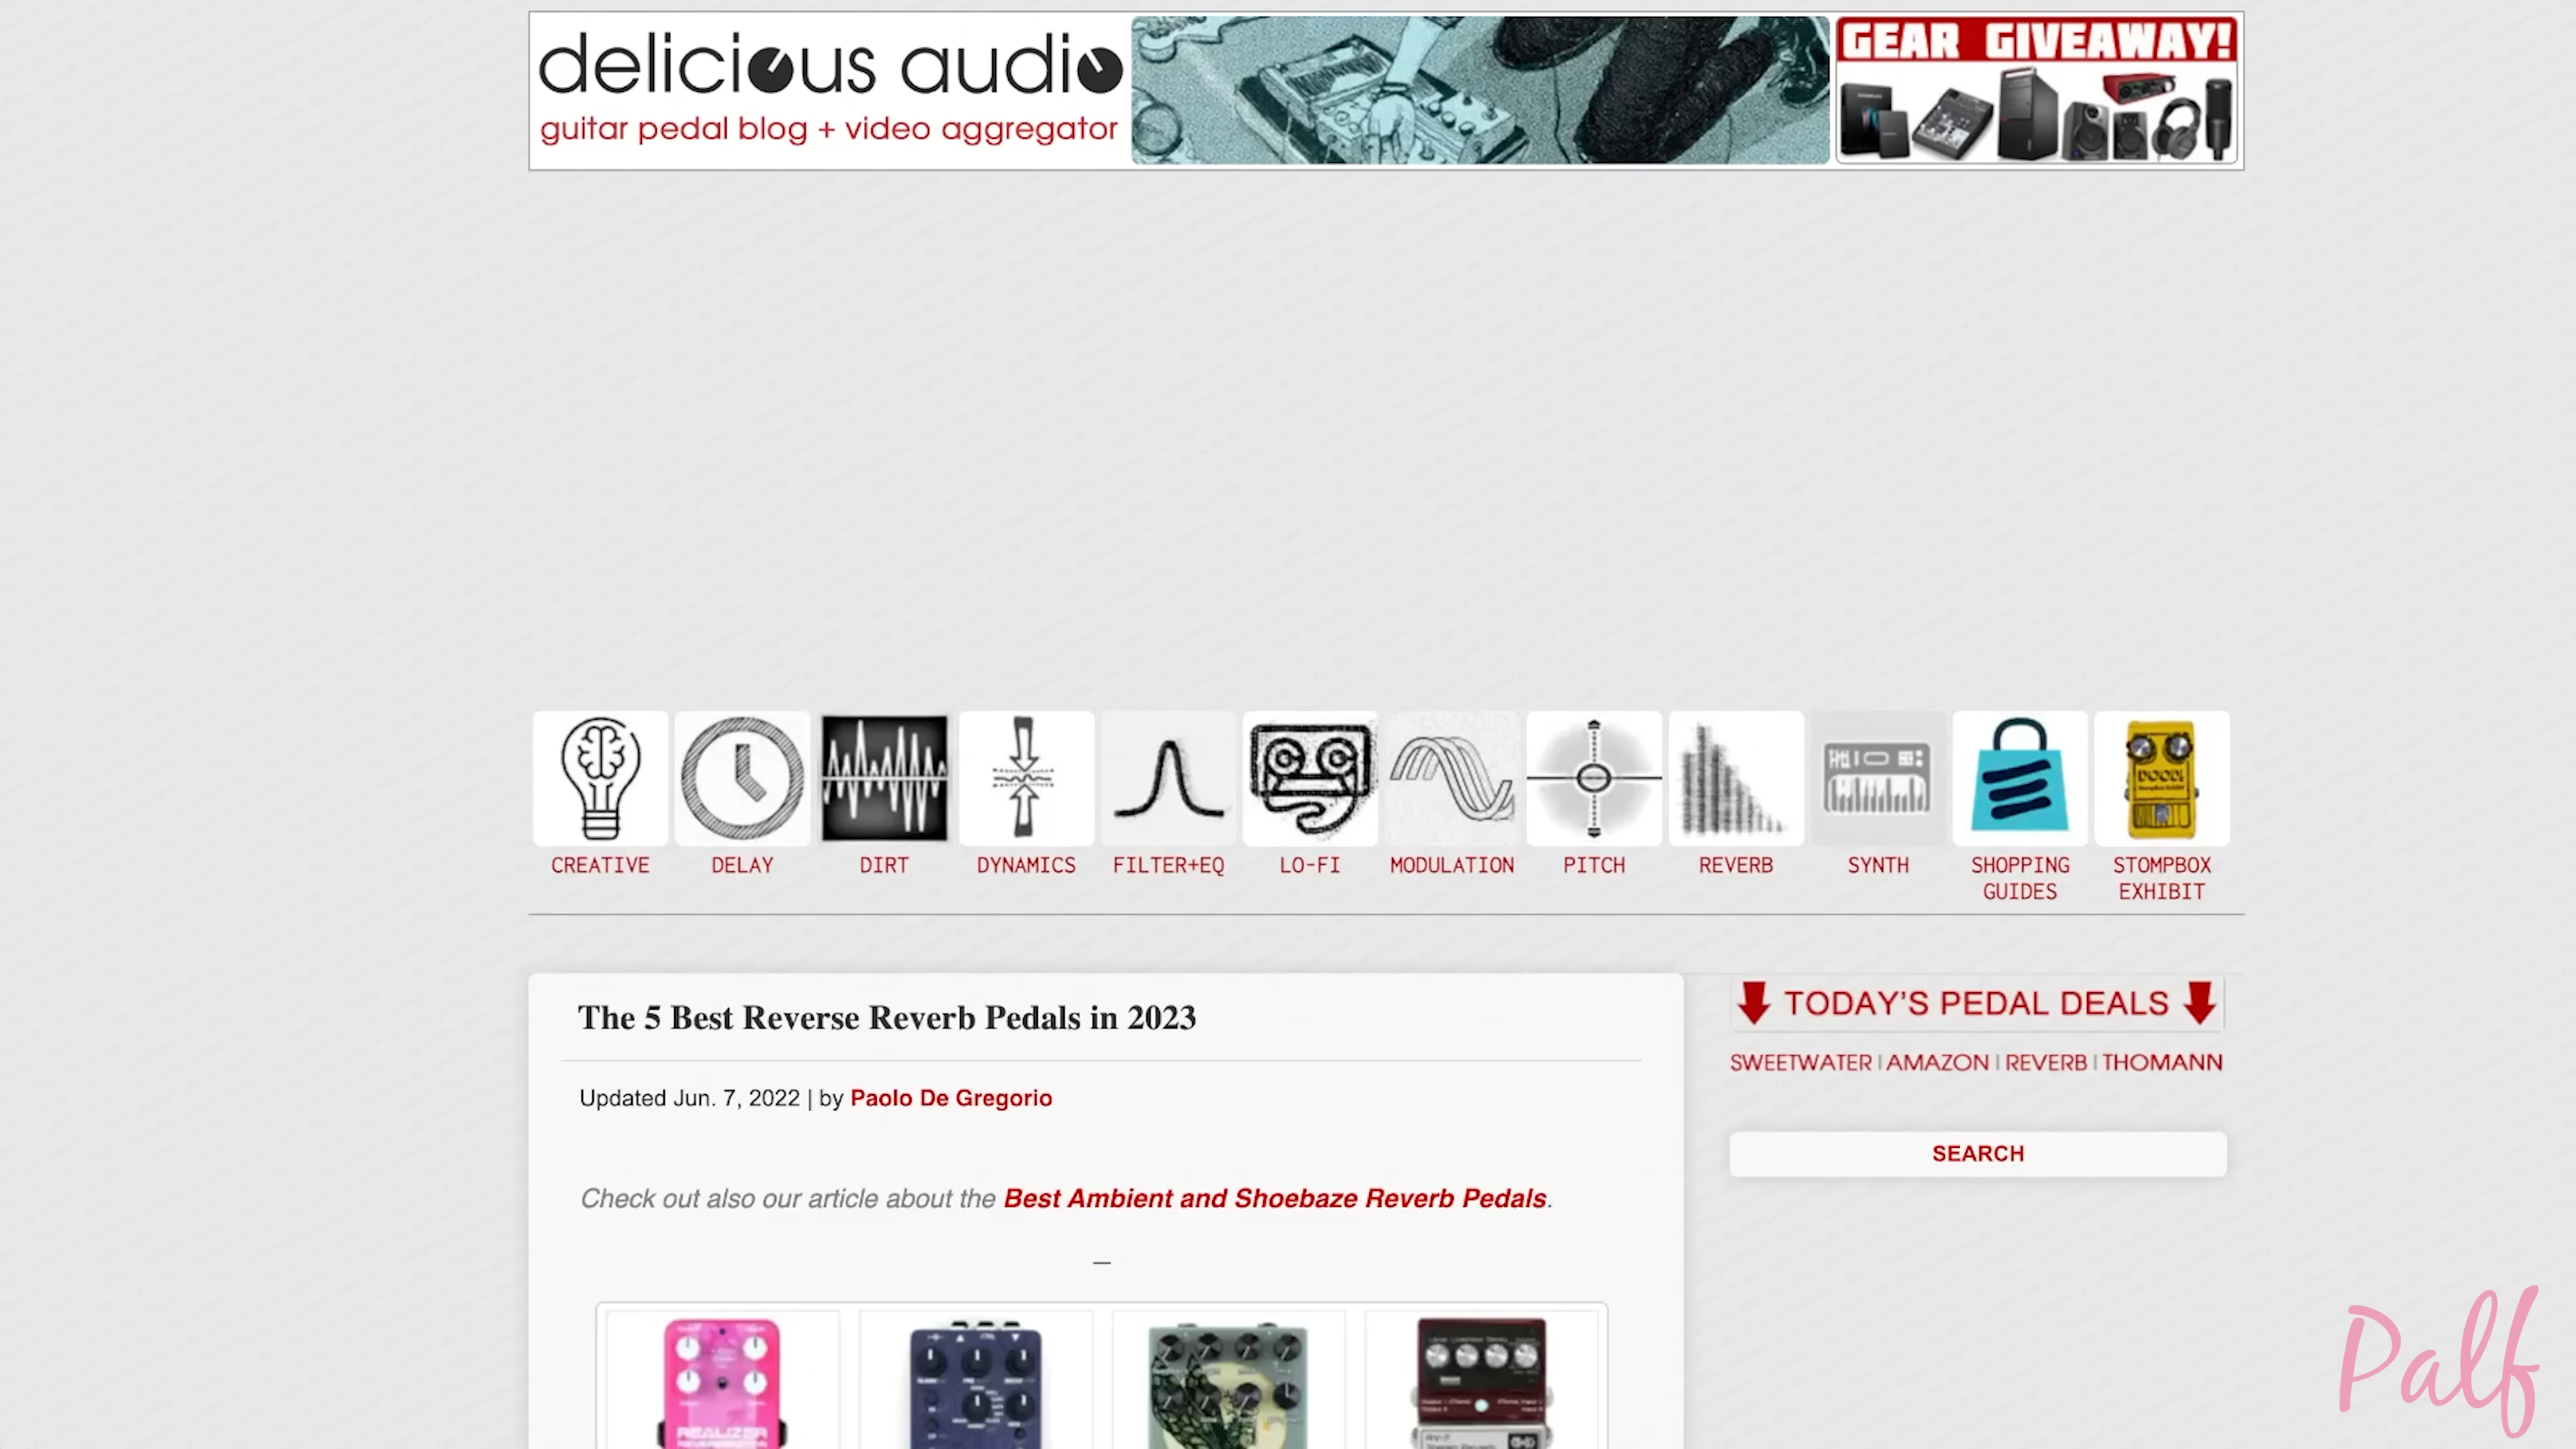 delicious audio
guitar pedal blog + video aggregator
GEAR GIVEAWAY!
CREATIVE
DELAY
DIRT
DYNAMICS
FILTER+EQ
LO-FI
MODULATION
PITCH
REVERB
SYNTH
SHOPPING
GUIDES
STOMPBOX
EXHIBIT
The 5 Best Reverse Reverb Pedals in 2023
Updated Jun. 7, 2022 | by Paolo De Gregorio
Check out also our article about the Best Ambient and Shoebaze Reverb Pedals.
—
TODAY'S PEDAL DEALS
SWEETWATER | AMAZON | REVERB | THOMANN
SEARCH
REALIZER
Palf